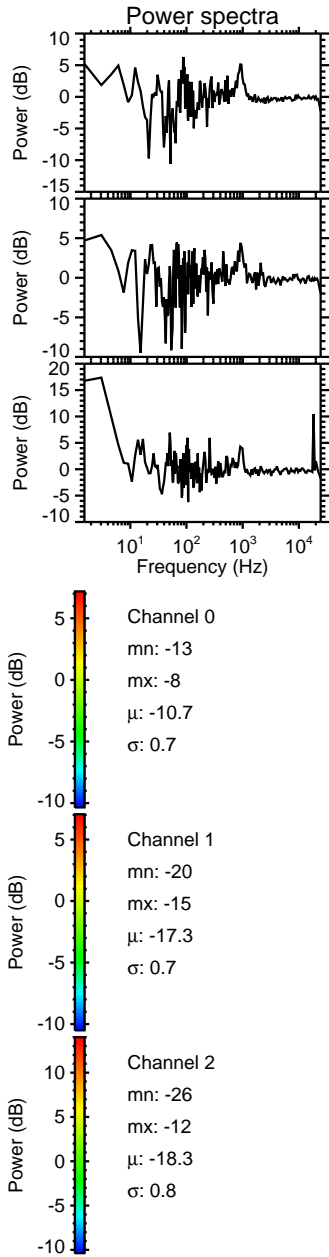 Power spectra
10
5
0
-5
-10
-15
Power (dB)
10
5
0
-5
-10
Power (dB)
20
15
10
5
0
-5
-10
Power (dB)
10¹ 10² 10³ 10⁴
Frequency (Hz)
5
0
-5
-10
Power (dB)
Channel 0
mn: -13
mx: -8
μ: -10.7
σ: 0.7
5
0
-5
-10
Power (dB)
Channel 1
mn: -20
mx: -15
μ: -17.3
σ: 0.7
10
5
0
-5
-10
Power (dB)
Channel 2
mn: -26
mx: -12
μ: -18.3
σ: 0.8